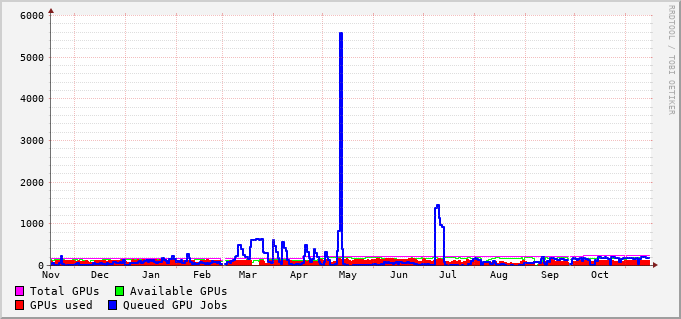 6000
5000
4000
3000
2000
1000
0
Nov Dec Jan Feb Mar Apr May Jun Jul Aug Sep Oct
Total GPUs Available GPUs
GPUs used Queued GPU Jobs
RRDTOOL / TOBI OETIKER